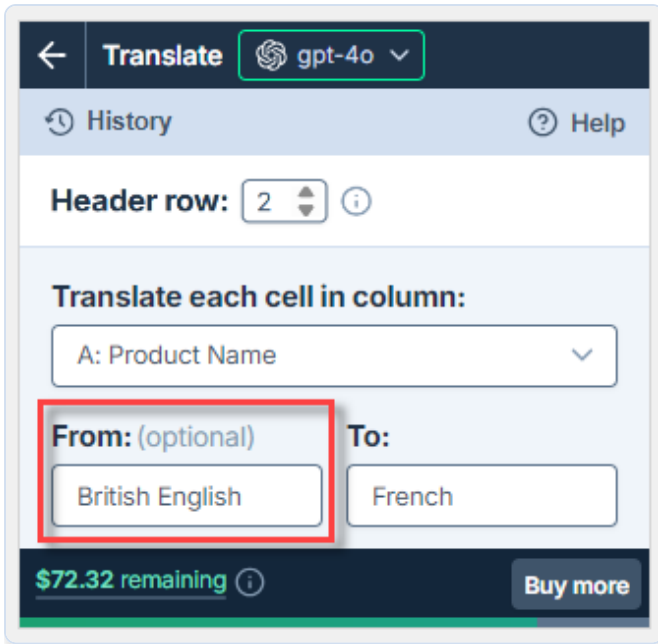 Translate gpt-4o
History Help
Header row: 2
Translate each cell in column:
A: Product Name
From: (optional) To:
British English French
$72.32 remaining Buy more